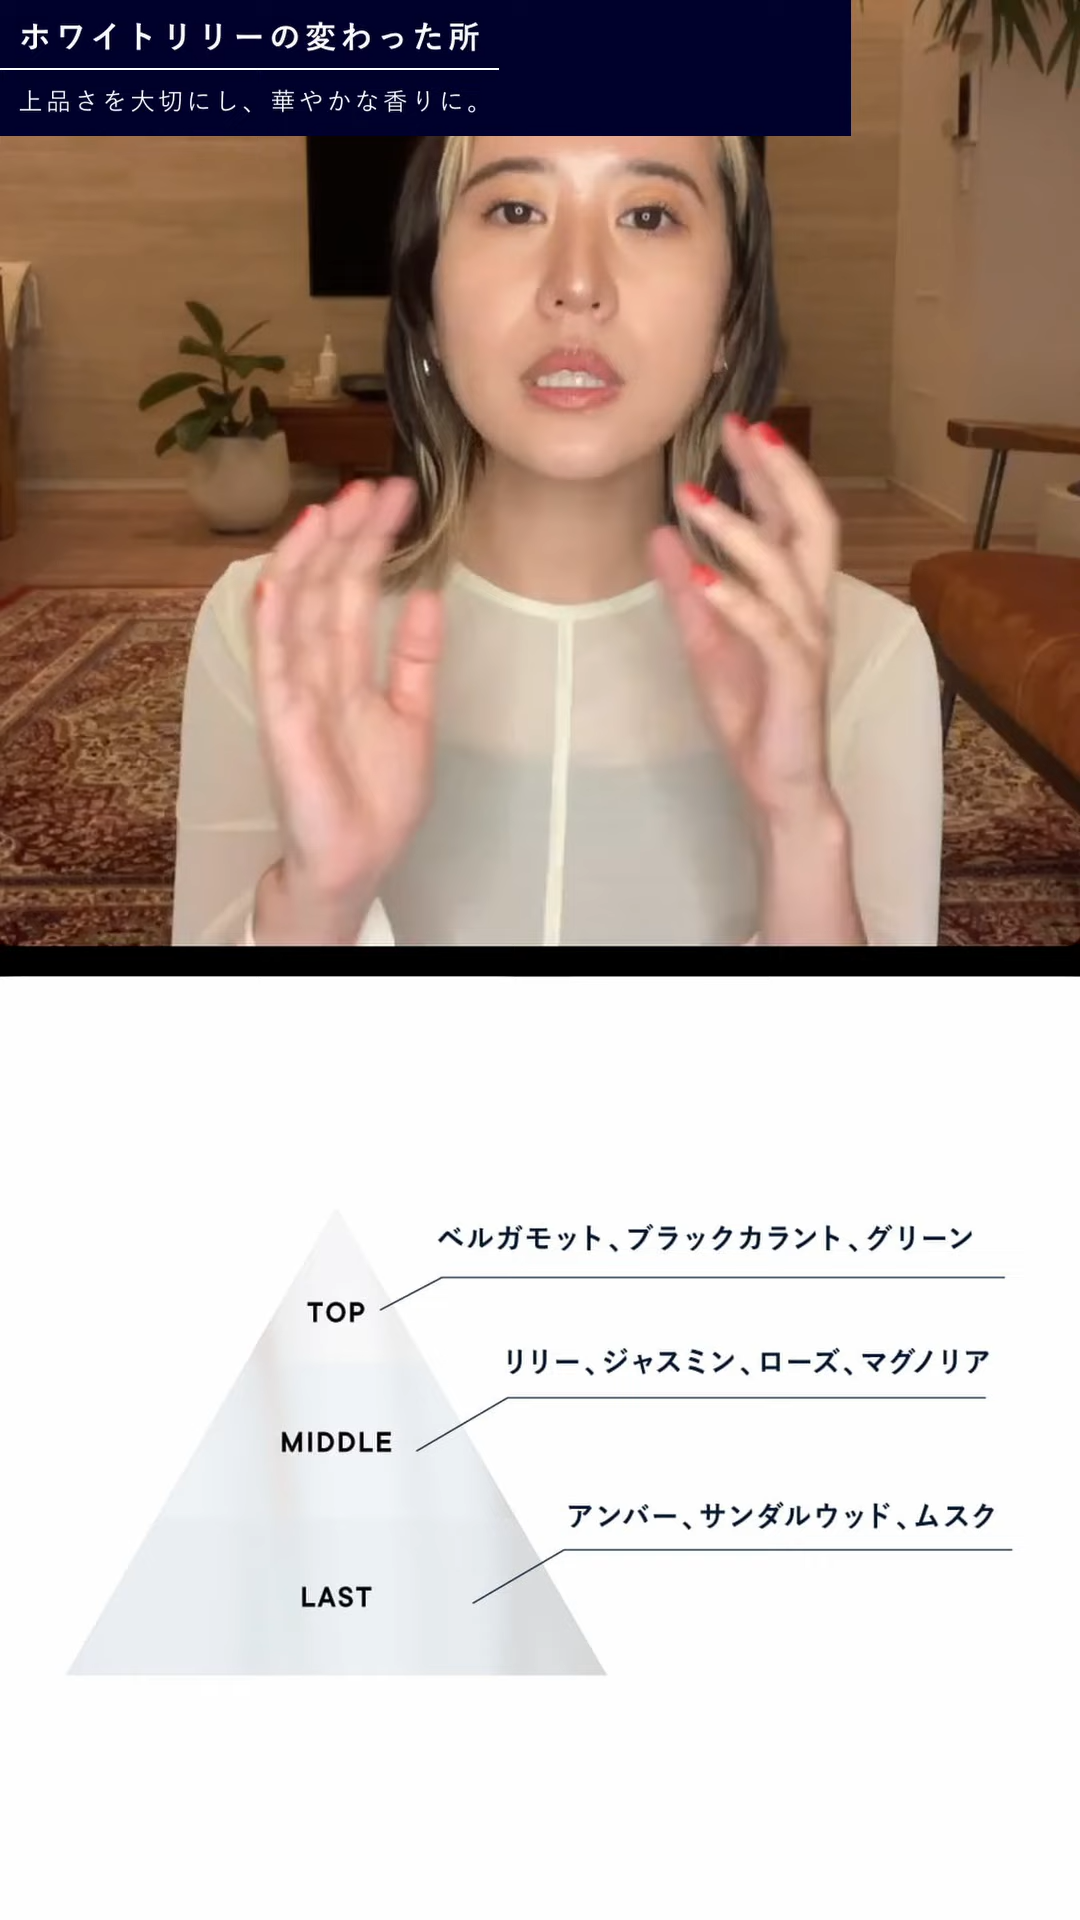 ホワイトリリーの変わった所
上品さを大切にし、華やかな香りに。
ベルガモット、ブラックカラント、グリーン
TOP
リリー、ジャスミン、ローズ、マグノリア
MIDDLE
アンバー、サンダルウッド、ムスク
LAST